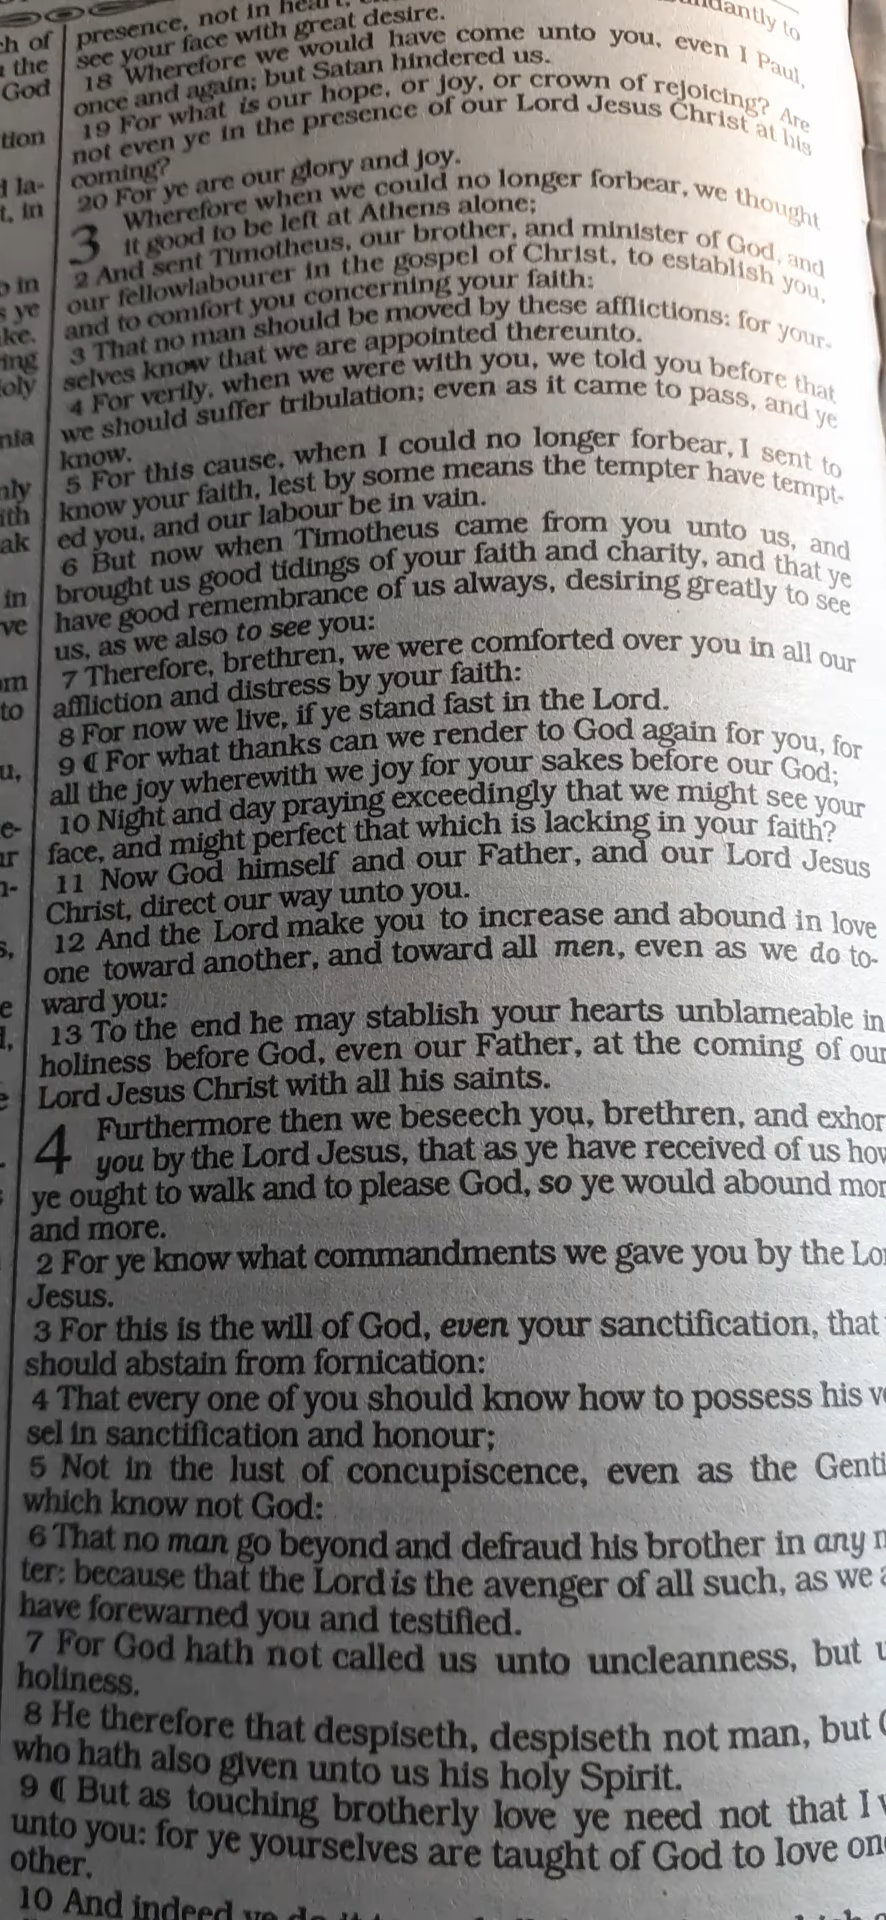 ch of
the
God
tion
d la-
t, in
o in
s ye
ke.
ing
oly
nia
nly
ith
ak
in
ve
om
to
u,
e-
ur
n-
s,
e
d,
e
presence, not in heart,
dantly to
see your face with great desire.
18 Wherefore we would have come unto you, even I Paul,
once and again; but Satan hindered us.
19 For what is our hope, or joy, or crown of rejoicing? Are
not even ye in the presence of our Lord Jesus Christ at his
coming?
20 For ye are our glory and joy.
3 Wherefore when we could no longer forbear, we thought
it good to be left at Athens alone;
2 And sent Timotheus, our brother, and minister of God, and
our fellowlabourer in the gospel of Christ, to establish you,
and to comfort you concerning your faith:
3 That no man should be moved by these afflictions: for your-
selves know that we are appointed thereunto.
4 For verily, when we were with you, we told you before that
we should suffer tribulation; even as it came to pass, and ye
know.
5 For this cause, when I could no longer forbear, I sent to
know your faith, lest by some means the tempter have tempt-
ed you, and our labour be in vain.
6 But now when Timotheus came from you unto us, and
brought us good tidings of your faith and charity, and that ye
have good remembrance of us always, desiring greatly to see
us, as we also to see you:
7 Therefore, brethren, we were comforted over you in all our
affliction and distress by your faith:
8 For now we live, if ye stand fast in the Lord.
9 ¶ For what thanks can we render to God again for you, for
all the joy wherewith we joy for your sakes before our God;
10 Night and day praying exceedingly that we might see your
face, and might perfect that which is lacking in your faith?
11 Now God himself and our Father, and our Lord Jesus
Christ, direct our way unto you.
12 And the Lord make you to increase and abound in love
one toward another, and toward all men, even as we do to-
ward you:
13 To the end he may stablish your hearts unblameable in
holiness before God, even our Father, at the coming of our
Lord Jesus Christ with all his saints.
4 Furthermore then we beseech you, brethren, and exhor
you by the Lord Jesus, that as ye have received of us how
ye ought to walk and to please God, so ye would abound mor
and more.
2 For ye know what commandments we gave you by the Lor
Jesus.
3 For this is the will of God, even your sanctification, that
should abstain from fornication:
4 That every one of you should know how to possess his ve
sel in sanctification and honour;
5 Not in the lust of concupiscence, even as the Genti
which know not God:
6 That no man go beyond and defraud his brother in any
ter: because that the Lord is the avenger of all such, as we a
have forewarned you and testified.
7 For God hath not called us unto uncleanness, but u
holiness.
8 He therefore that despiseth, despiseth not man, but
who hath also given unto us his holy Spirit.
9 ¶ But as touching brotherly love ye need not that I
unto you: for ye yourselves are taught of God to love one
other.
10 And indeed ye do it